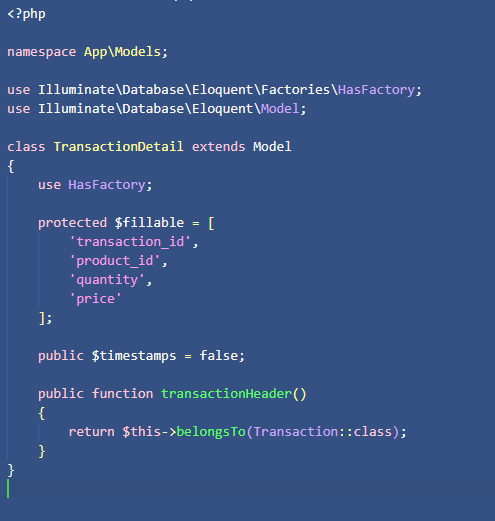 <?php
namespace App\Models;
use Illuminate\Database\Eloquent\Factories\HasFactory;
use Illuminate\Database\Eloquent\Model;
class TransactionDetail extends Model
{
    use HasFactory;
    protected $fillable = [
        'transaction_id',
        'product_id',
        'quantity',
        'price'
    ];
    public $timestamps = false;
    public function transactionHeader()
    {
        return $this->belongsTo(Transaction::class);
    }
}